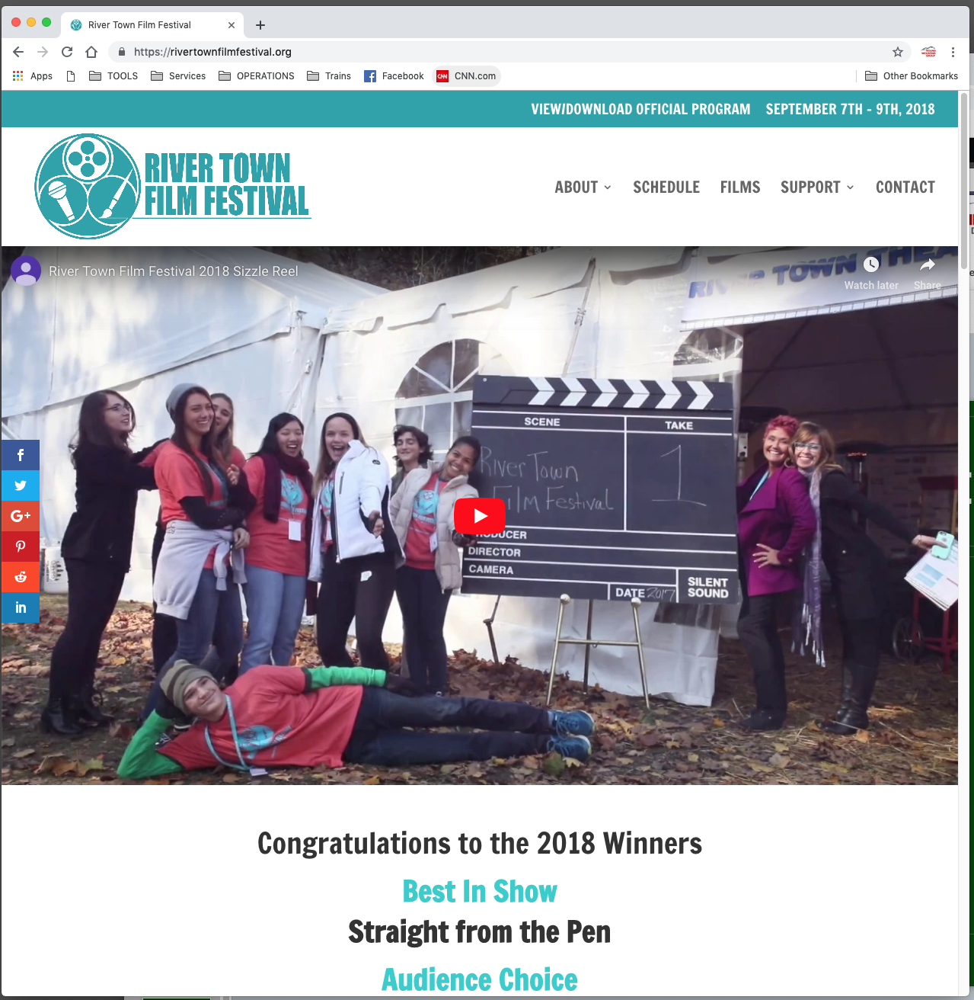 River Town Film Festival
https://rivertownfilmfestival.org
Apps TOOLS Services OPERATIONS Trains Facebook CNN CNN.com Other Bookmarks
VIEW/DOWNLOAD OFFICIAL PROGRAM SEPTEMBER 7TH - 9TH, 2018
RIVER TOWN
FILM FESTIVAL
ABOUT SCHEDULE FILMS SUPPORT CONTACT
River Town Film Festival 2018 Sizzle Reel
Watch later Share
RIVER TOWN
SCENE TAKE
River Town
Film Festival
1
DIRECTOR
CAMERA
DATE 2017
SILENT
SOUND
G+
in
Congratulations to the 2018 Winners
Best In Show
Straight from the Pen
Audience Choice